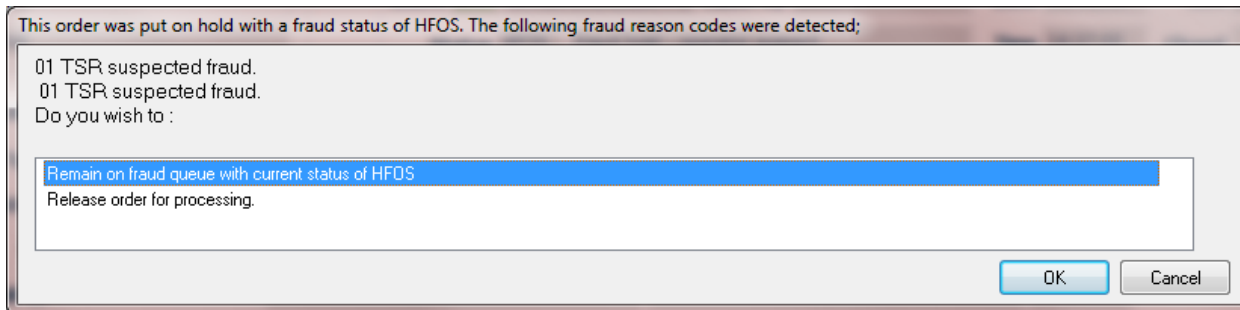 This order was put on hold with a fraud status of HFOS. The following fraud reason codes were detected;
01 TSR suspected fraud.
01 TSR suspected fraud.
Do you wish to :
Remain on fraud queue with current status of HFOS
Release order for processing.
OK Cancel